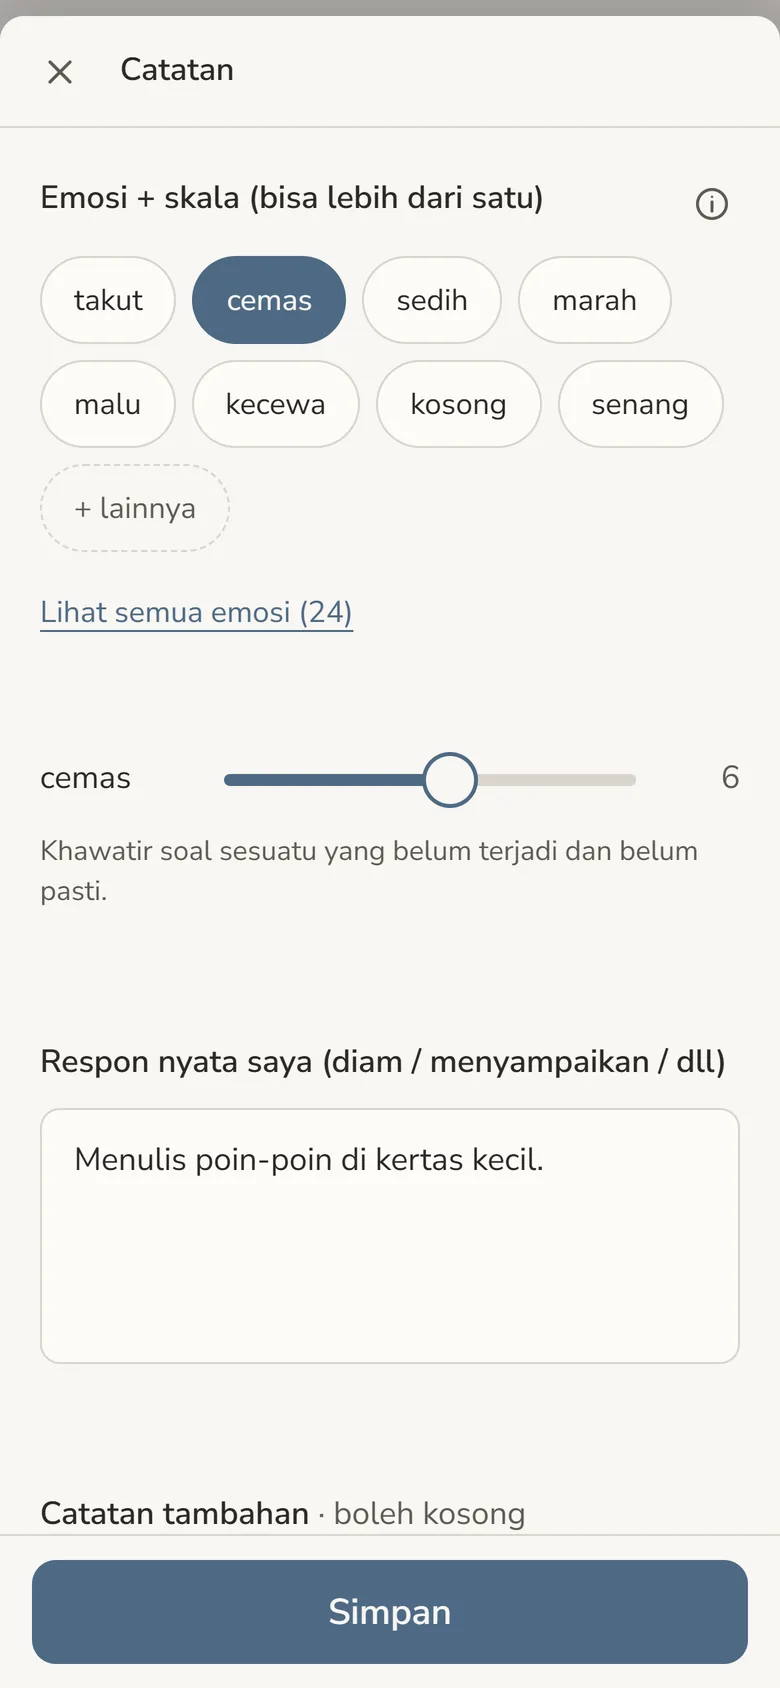 Catatan
Emosi + skala (bisa lebih dari satu)
takut
cemas
sedih
marah
malu
kecewa
kosong
senang
+ lainnya
Lihat semua emosi (24)
cemas
6
Khawatir soal sesuatu yang belum terjadi dan belum
pasti.
Respon nyata saya (diam / menyampaikan / dll)
Menulis poin-poin di kertas kecil.
Catatan tambahan · boleh kosong
Simpan